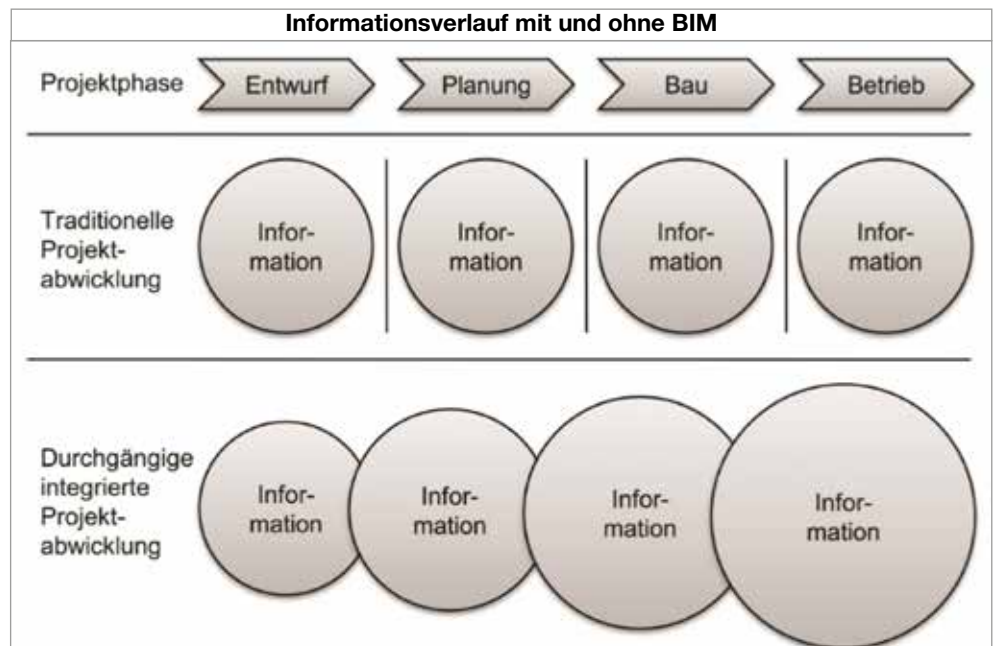 Informationsverlauf mit und ohne BIM
Projektphase
Entwurf
Planung
Bau
Betrieb
Traditionelle
Projekt-
abwicklung
Infor-
mation
Infor-
mation
Infor-
mation
Infor-
mation
Durchgängige
integrierte
Projekt-
abwicklung
Infor-
mation
Infor-
mation
Infor-
mation
Infor-
mation